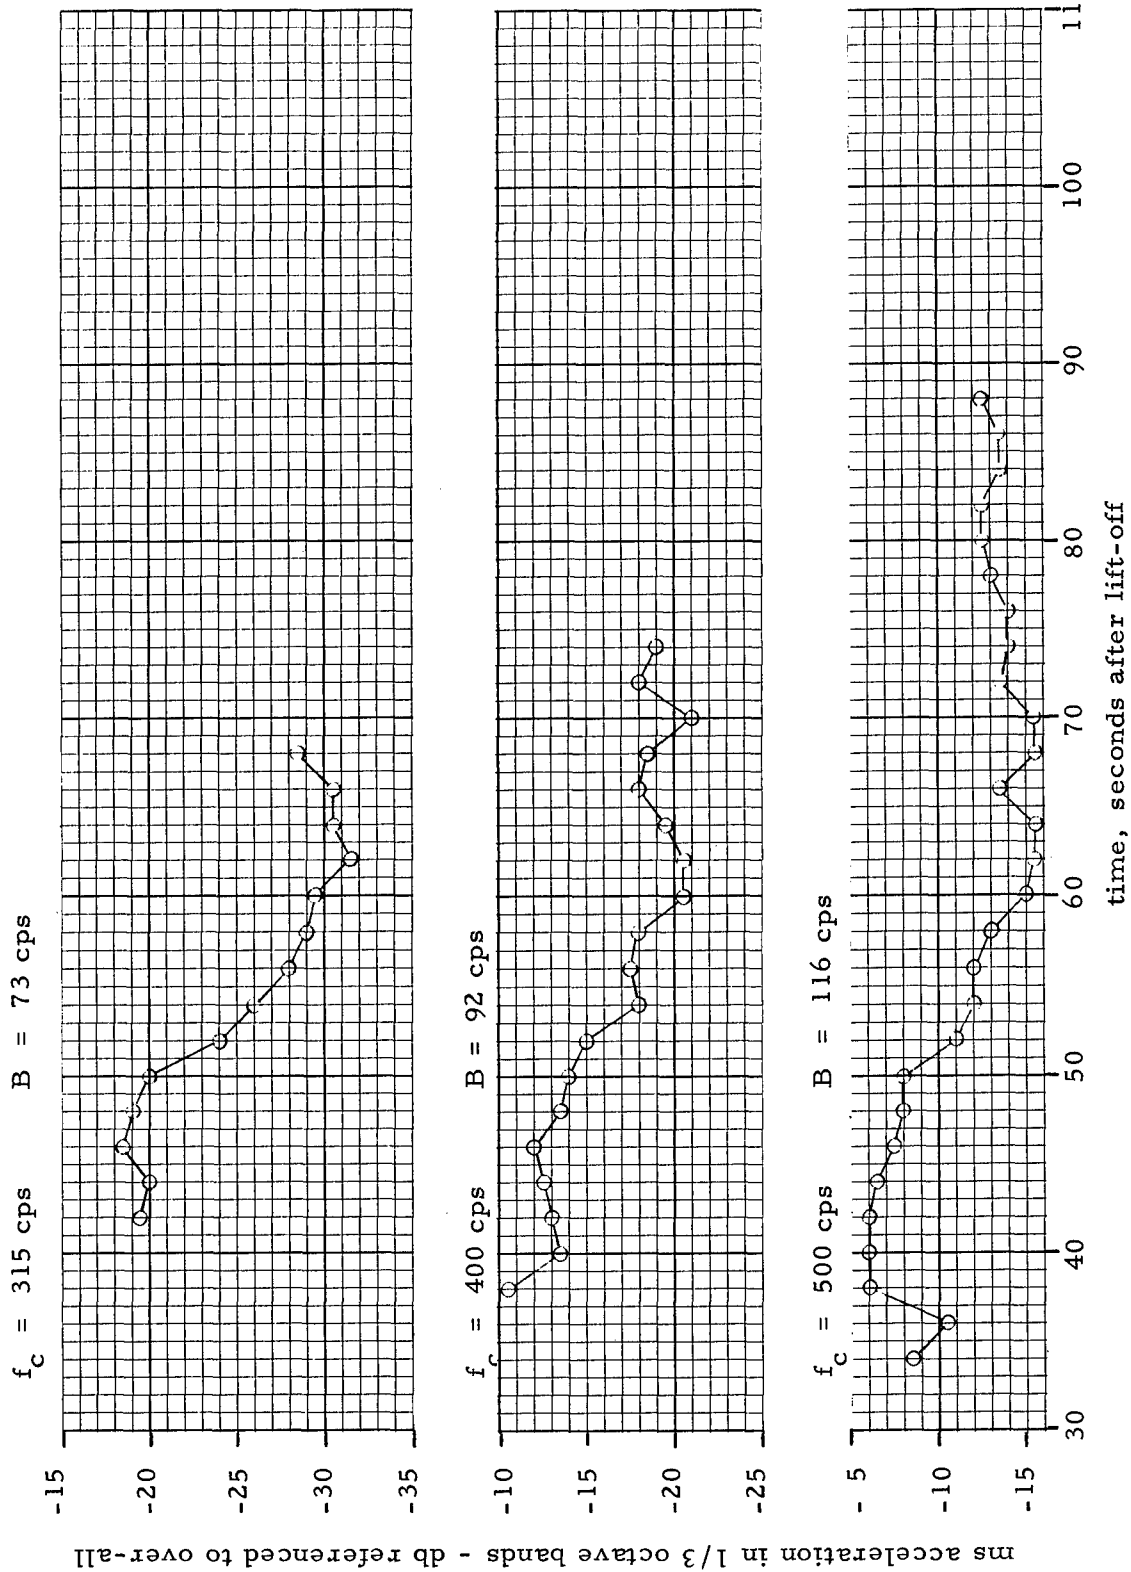 f_c = 315 cps B = 73 cps
-15
-20
-25
-30
-35
f_c = 400 cps B = 92 cps
-10
-15
-20
-25
f_c = 500 cps B = 116 cps
5
-10
-15
30 40 50 60 70 80 90 100 11
time, seconds after lift-off
ms acceleration in 1/3 octave bands - db referenced to over-all